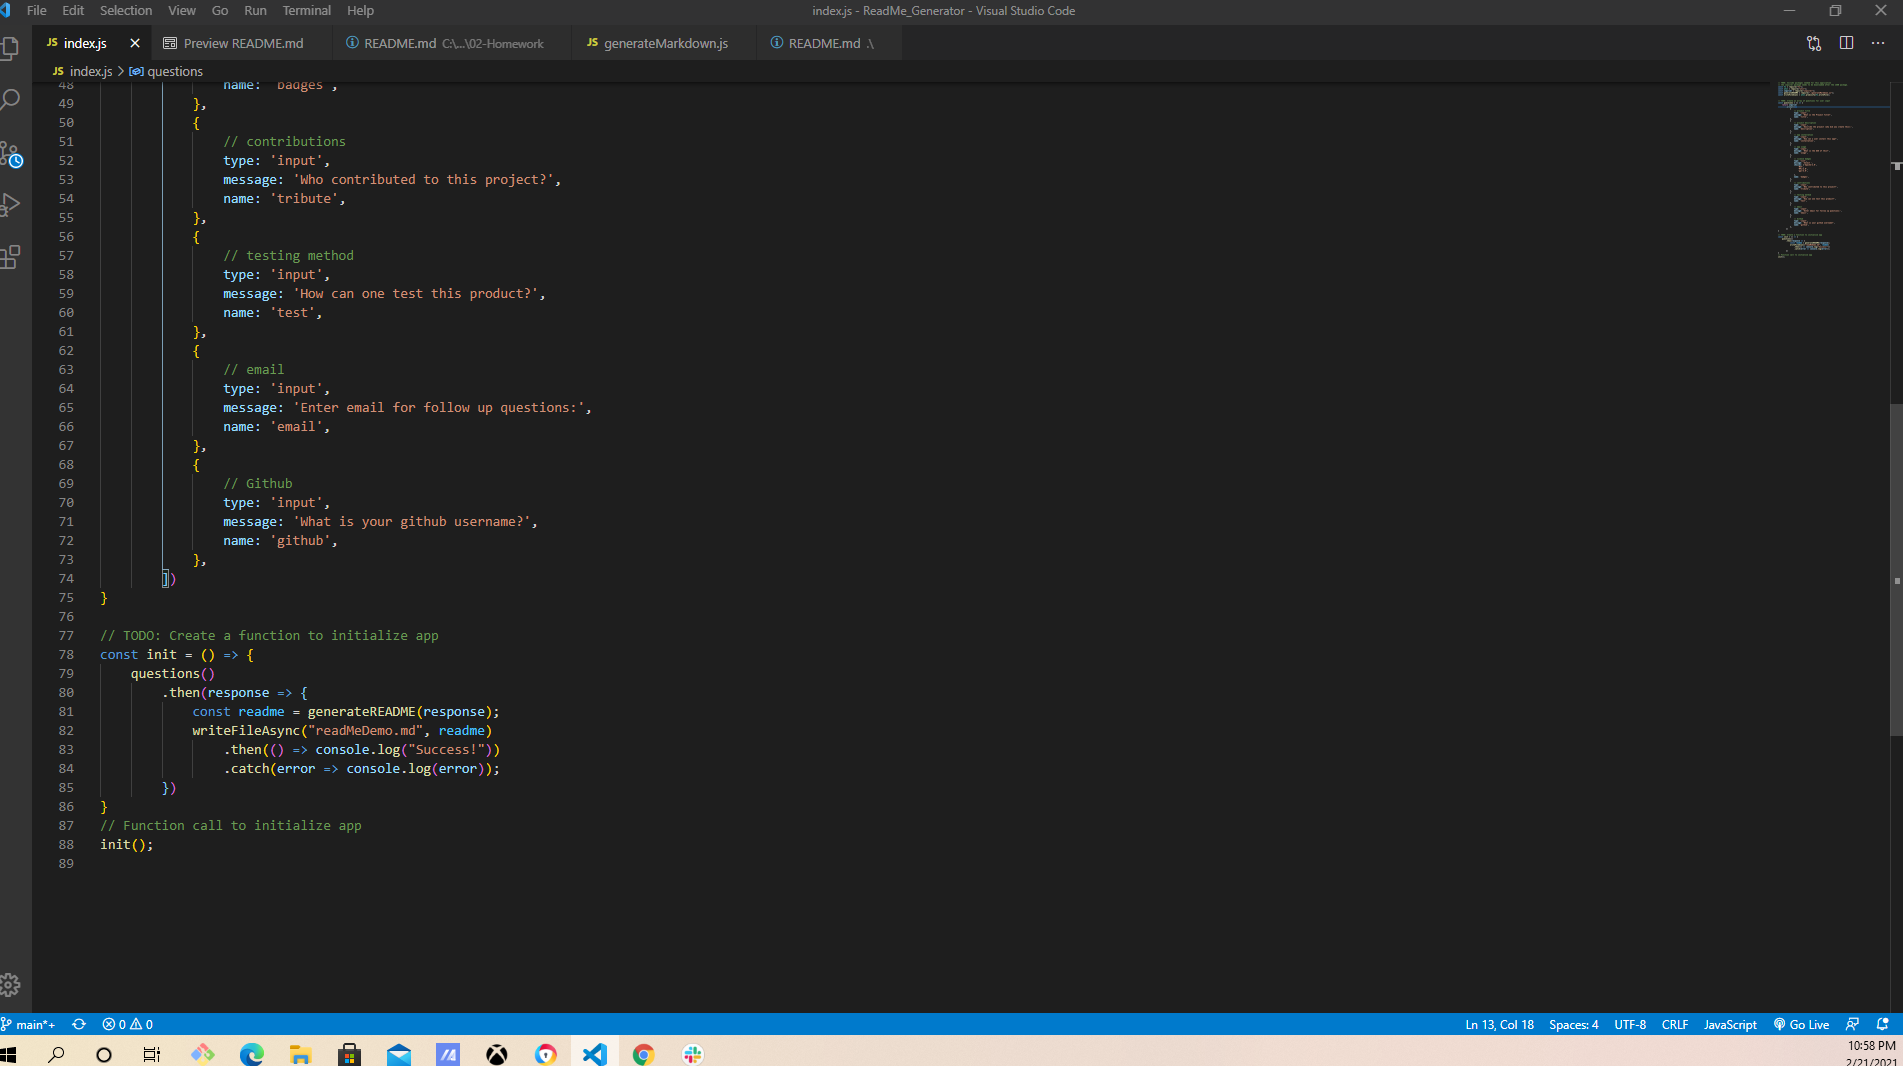 File Edit Selection View Go Run Terminal Help
index.js - ReadMe_Generator - Visual Studio Code
JS index.js
Preview README.md
README.md C:\...\02-Homework
JS generateMarkdown.js
README.md .\
JS index.js > questions
48 name: 'badges',
49 },
50 {
51 // contributions
52 type: 'input',
53 message: 'Who contributed to this project?',
54 name: 'tribute',
55 },
56 {
57 // testing method
58 type: 'input',
59 message: 'How can one test this product?',
60 name: 'test',
61 },
62 {
63 // email
64 type: 'input',
65 message: 'Enter email for follow up questions:',
66 name: 'email',
67 },
68 {
69 // Github
70 type: 'input',
71 message: 'What is your github username?',
72 name: 'github',
73 },
74 ])
75 }
76
77 // TODO: Create a function to initialize app
78 const init = () => {
79 questions()
80 .then(response => {
81 const readme = generateREADME(response);
82 writeFileAsync("readMeDemo.md", readme)
83 .then(() => console.log("Success!"))
84 .catch(error => console.log(error));
85 })
86 }
87 // Function call to initialize app
88 init();
89
main*+ 0 0
Ln 13, Col 18 Spaces: 4 UTF-8 CRLF JavaScript Go Live
10:58 PM
2/21/2021